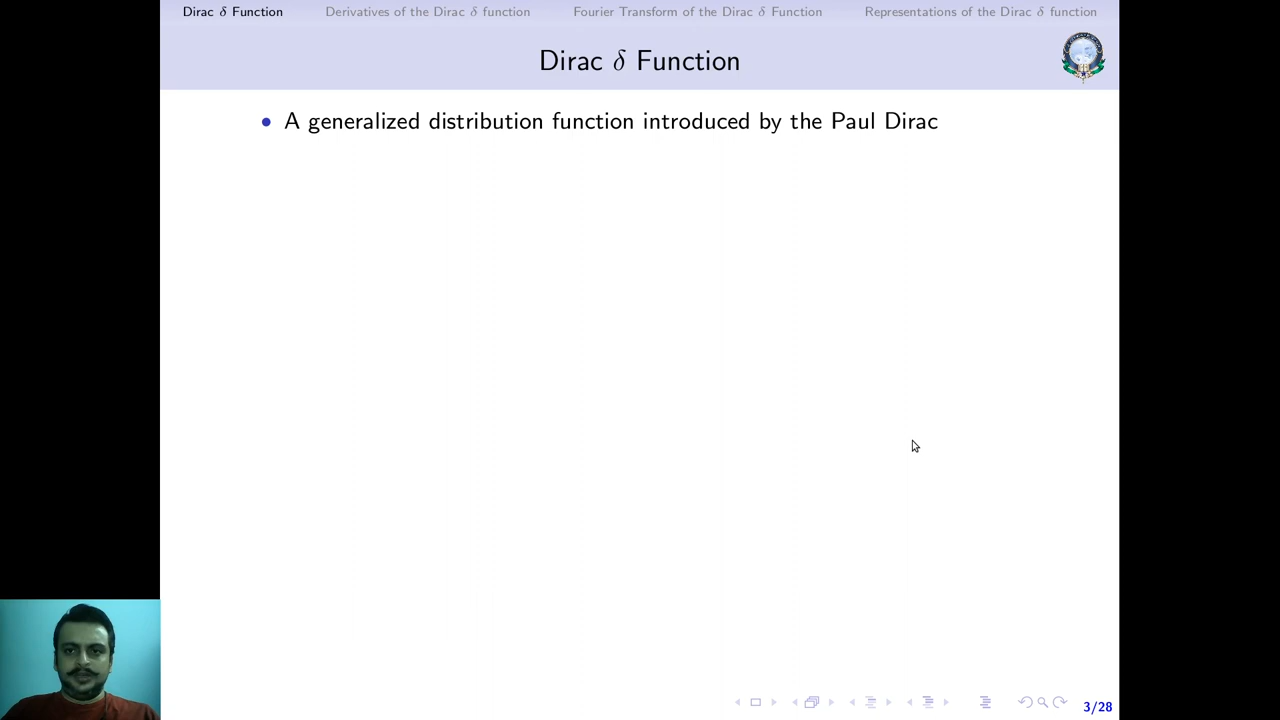 Dirac δ Function Derivatives of the Dirac δ function Fourier Transform of the Dirac δ Function Representations of the Dirac δ function
Dirac δ Function
• A generalized distribution function introduced by the Paul Dirac
3/28